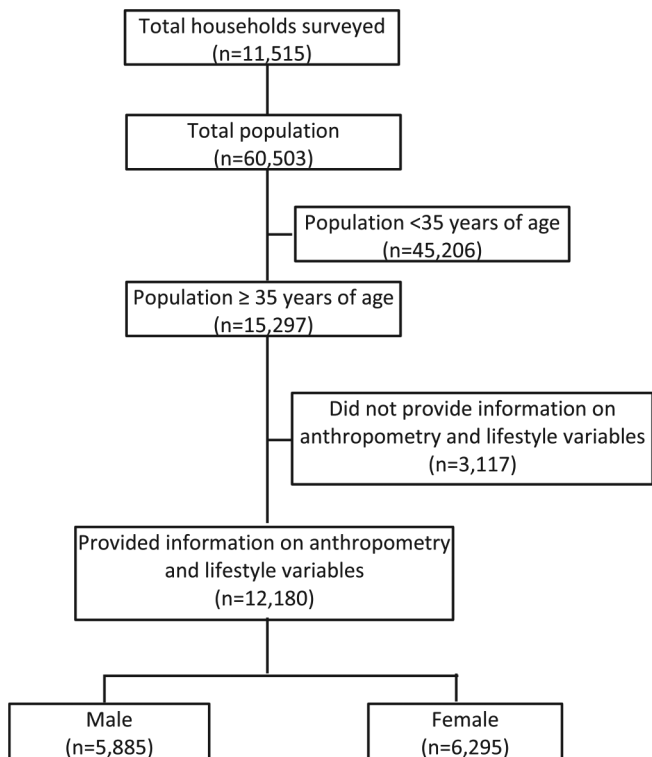 Total households surveyed
(n=11,515)
Total population
(n=60,503)
Population <35 years of age
(n=45,206)
Population ≥ 35 years of age
(n=15,297)
Did not provide information on
anthropometry and lifestyle variables
(n=3,117)
Provided information on anthropometry
and lifestyle variables
(n=12,180)
Male
(n=5,885)
Female
(n=6,295)